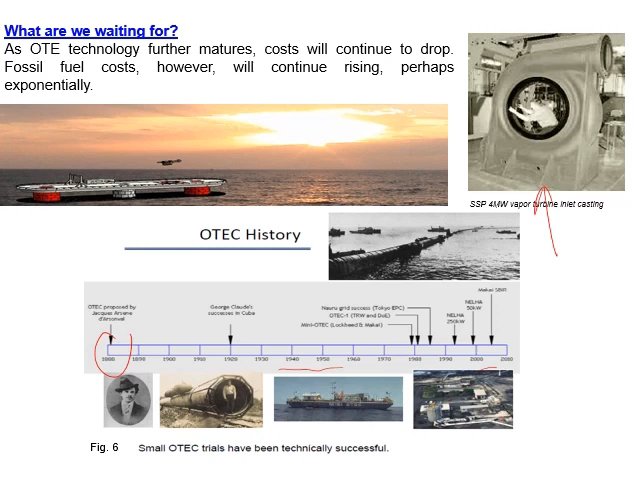 What are we waiting for?
As OTE technology further matures, costs will continue to drop.
Fossil fuel costs, however, will continue rising, perhaps
exponentially.
SSP 4MW vapor turbine inlet casting
OTEC History
Makai SBIR
OTEC proposed by
Jacques Arsene
d'Arsonval
George Claude's
successes in Cuba
Nauru grid success (Tokyo EPC)
OTEC-1 (TRW and DoE)
Mini-OTEC (Lockheed & Makai)
NELHA
250kW
NELHA
50kW
1880 1890 1900 1910 1920 1930 1940 1950 1960 1970 1980 1990 2000 2010
Fig. 6 Small OTEC trials have been technically successful.